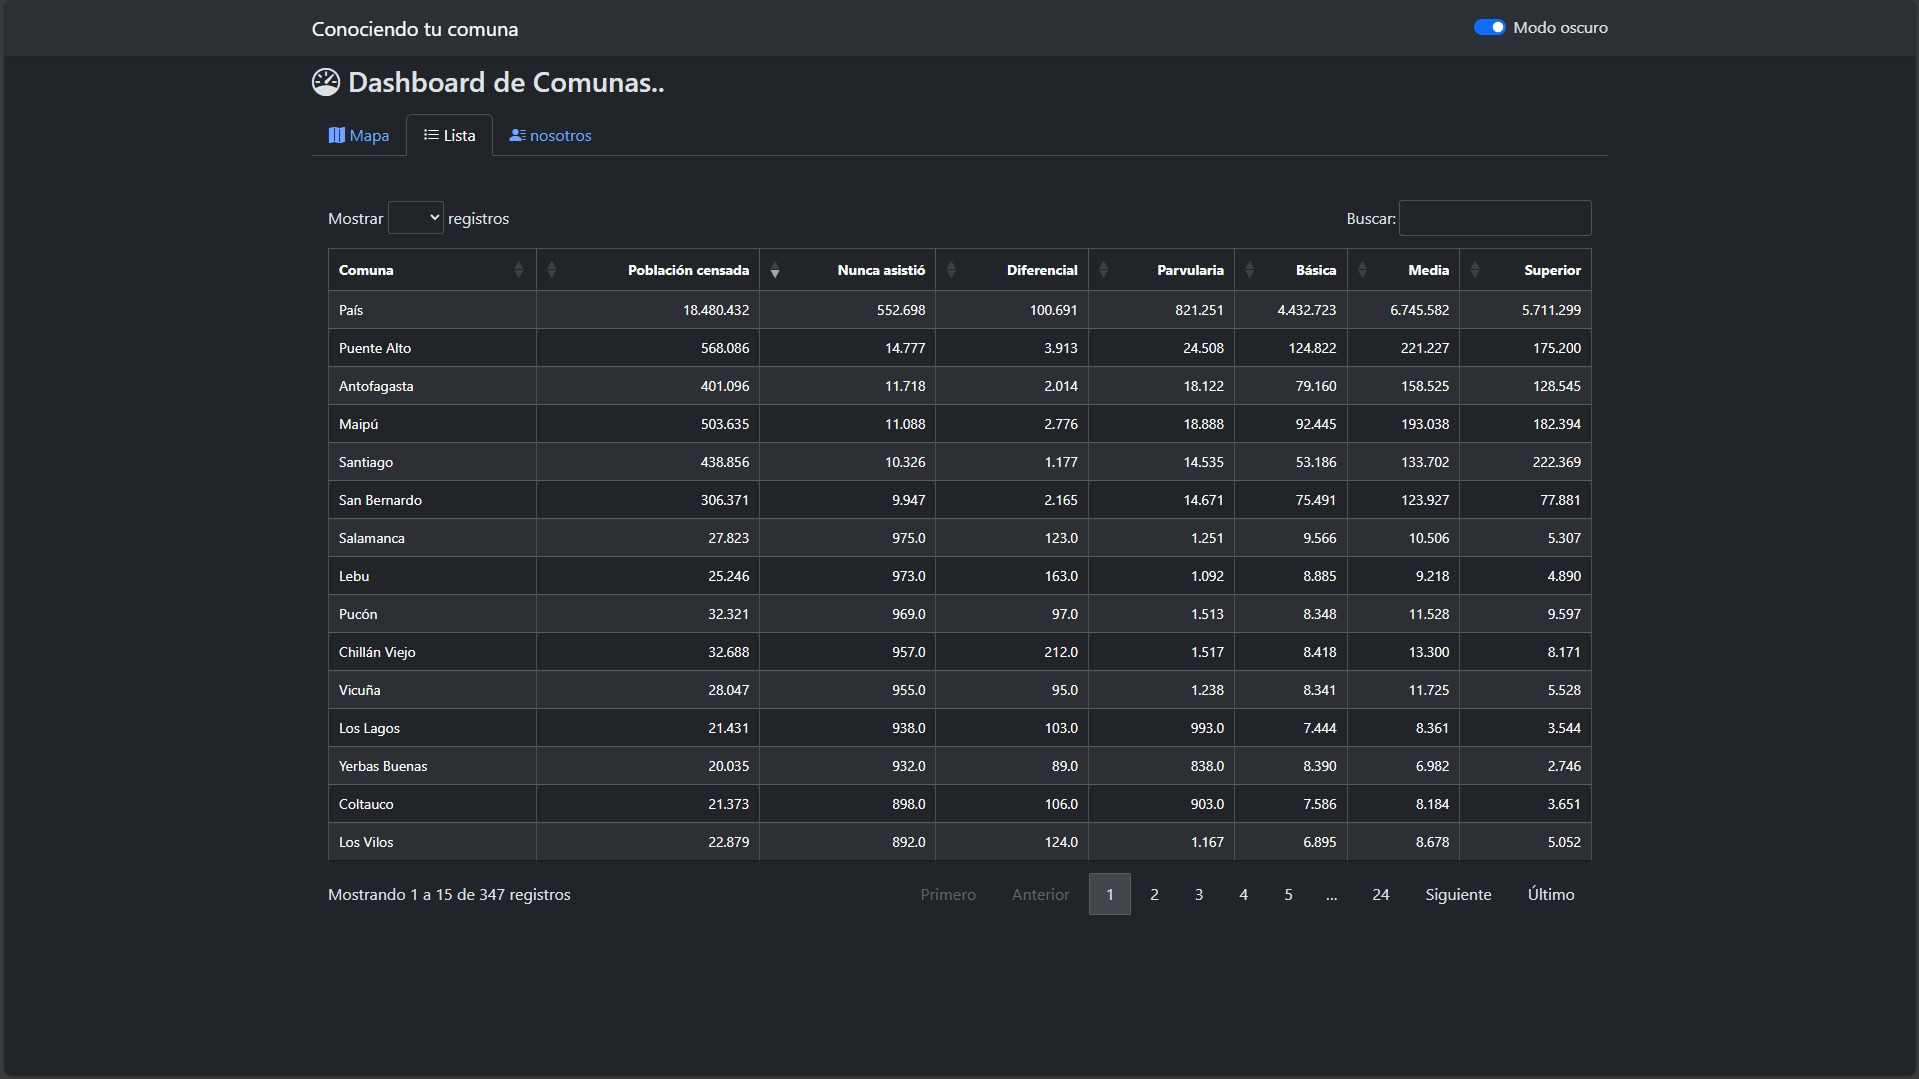 Conociendo tu comuna
Modo oscuro
Dashboard de Comunas..
Mapa Lista nosotros
Mostrar registros Buscar:
Comuna Población censada Nunca asistió Diferencial Parvularia Básica Media Superior
País 18.480.432 552.698 100.691 821.251 4.432.723 6.745.582 5.711.299
Puente Alto 568.086 14.777 3.913 24.508 124.822 221.227 175.200
Antofagasta 401.096 11.718 2.014 18.122 79.160 158.525 128.545
Maipú 503.635 11.088 2.776 18.888 92.445 193.038 182.394
Santiago 438.856 10.326 1.177 14.535 53.186 133.702 222.369
San Bernardo 306.371 9.947 2.165 14.671 75.491 123.927 77.881
Salamanca 27.823 975.0 123.0 1.251 9.566 10.506 5.307
Lebu 25.246 973.0 163.0 1.092 8.885 9.218 4.890
Pucón 32.321 969.0 97.0 1.513 8.348 11.528 9.597
Chillán Viejo 32.688 957.0 212.0 1.517 8.418 13.300 8.171
Vicuña 28.047 955.0 95.0 1.238 8.341 11.725 5.528
Los Lagos 21.431 938.0 103.0 993.0 7.444 8.361 3.544
Yerbas Buenas 20.035 932.0 89.0 838.0 8.390 6.982 2.746
Coltauco 21.373 898.0 106.0 903.0 7.586 8.184 3.651
Los Vilos 22.879 892.0 124.0 1.167 6.895 8.678 5.052
Mostrando 1 a 15 de 347 registros Primero Anterior 1 2 3 4 5 ... 24 Siguiente Último